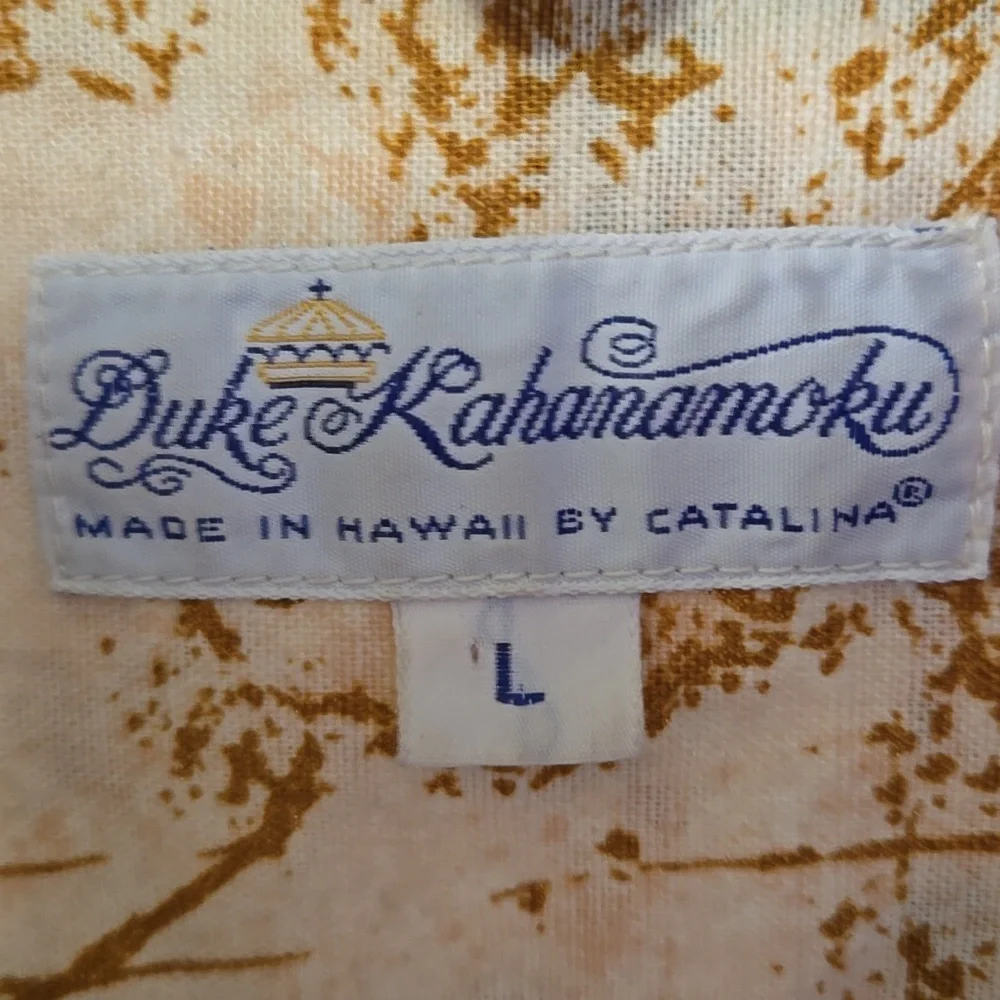 Duke Kahanamoku
MADE IN HAWAII BY CATALINA®
L